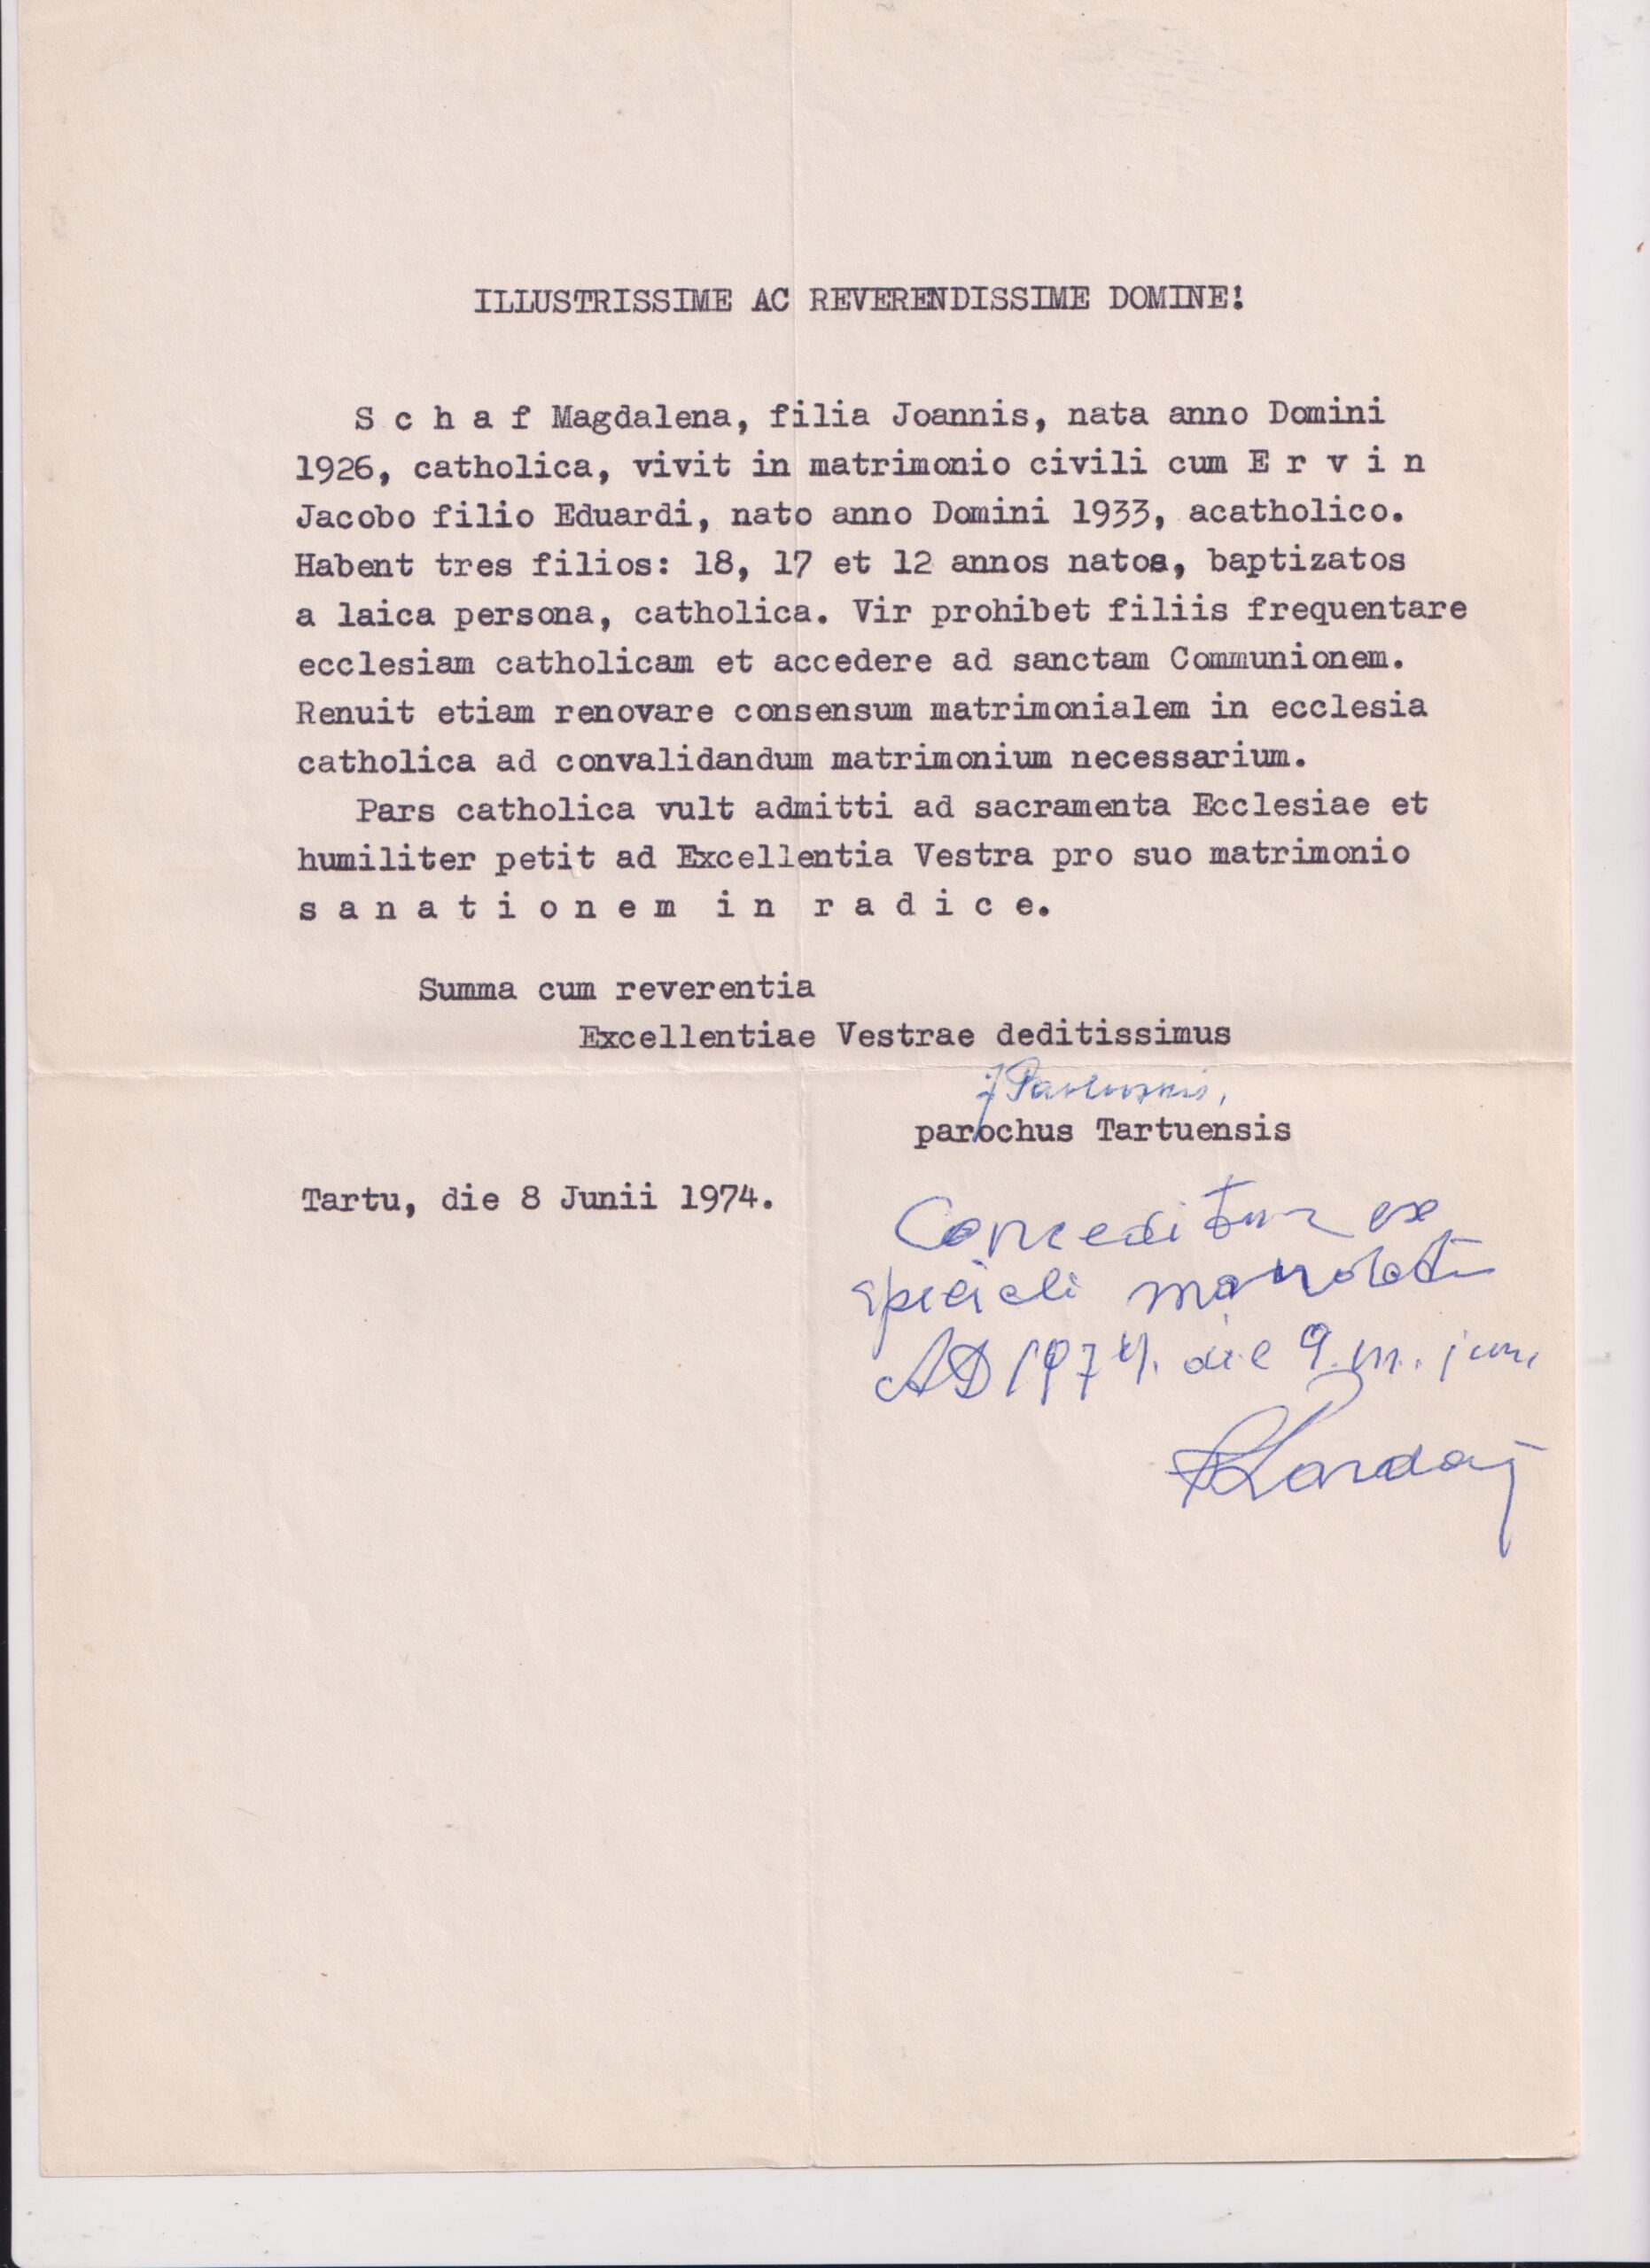 ILLUSTRISSIME AC REVERENDISSIME DOMINE!
S c h a f Magdalena, filia Joannis, nata anno Domini
1926, catholica, vivit in matrimonio civili cum E r v i n
Jacobo filio Eduardi, nato anno Domini 1933, acatholico.
Habent tres filios: 18, 17 et 12 annos natos, baptizatos
a laica persona, catholica. Vir prohibet filiis frequentare
ecclesiam catholicam et accedere ad sanctam Communionem.
Renuit etiam renovare consensum matrimonialem in ecclesia
catholica ad convalidandum matrimonium necessarium.
Pars catholica vult admitti ad sacramenta Ecclesiae et
humiliter petit ad Excellentia Vestra pro suo matrimonio
s a n a t i o n e m i n r a d i c e.
Summa cum reverentia
Excellentiae Vestrae deditissimus
parochus Tartuensis
Tartu, die 8 Junii 1974.
Conceditur ex
speciali mandato
AD 1974. die 9. m. juni